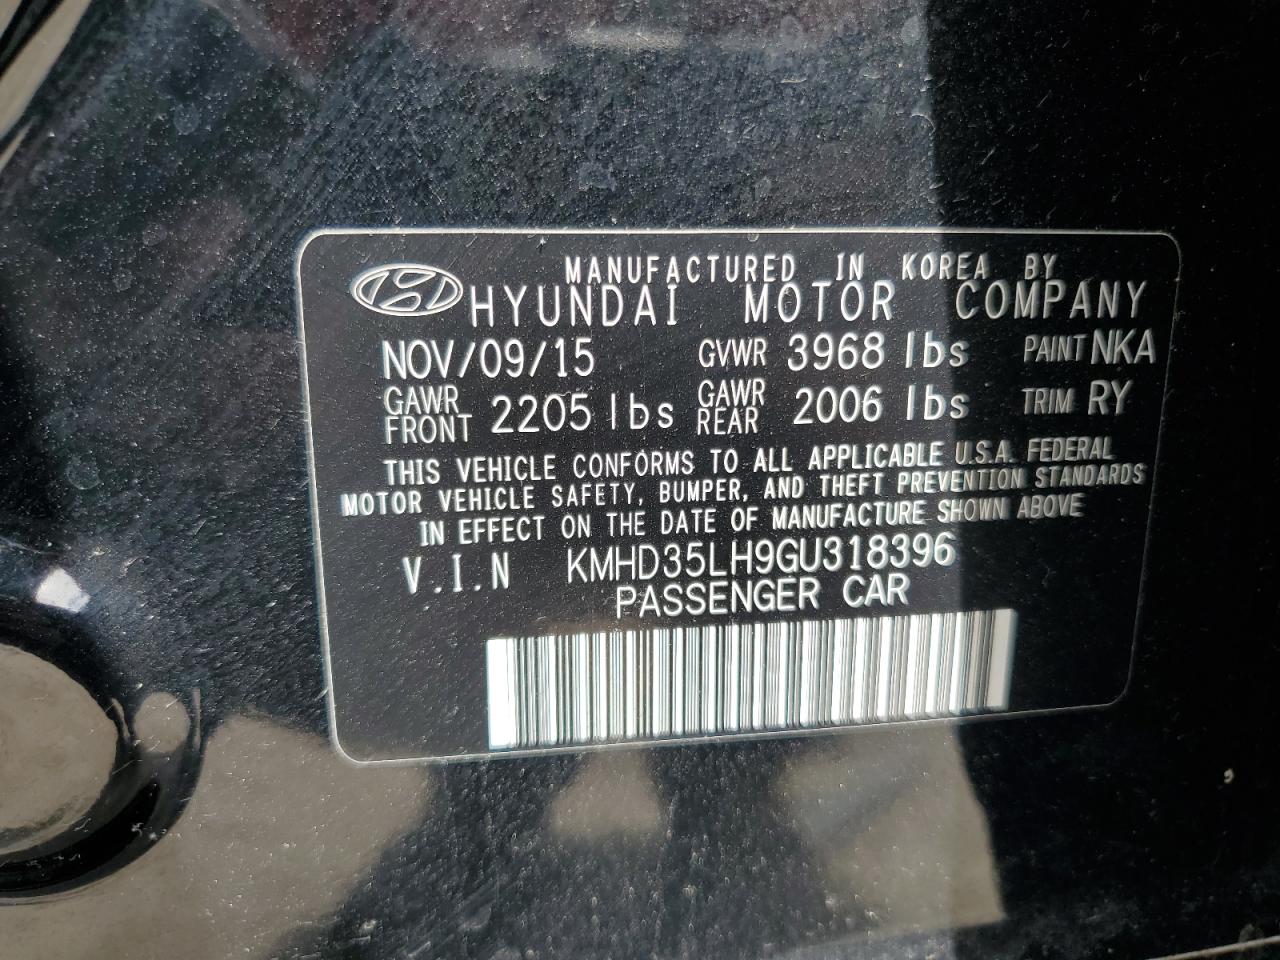 MANUFACTURED IN KOREA BY
HYUNDAI MOTOR COMPANY
NOV/09/15 GVWR 3968 lbs PAINT NKA
GAWR FRONT 2205 lbs GAWR REAR 2006 lbs TRIM RY
THIS VEHICLE CONFORMS TO ALL APPLICABLE U.S.A. FEDERAL
MOTOR VEHICLE SAFETY, BUMPER, AND THEFT PREVENTION STANDARDS
IN EFFECT ON THE DATE OF MANUFACTURE SHOWN ABOVE
V.I.N KMHD35LH9GU318396
PASSENGER CAR